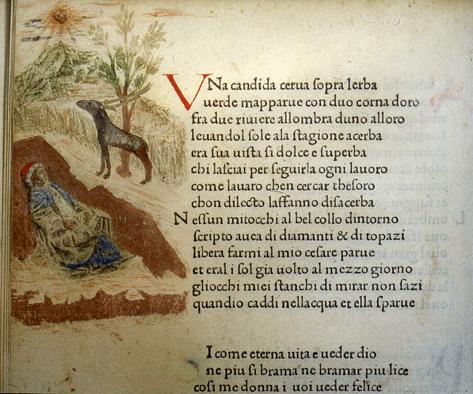 VNa candida cerua sopra lerba
uerde mapparue con duo corna doro
fra due riuiere allombra duno alloro
leuandol sole ala stagione acerba
era sua uista si dolce e superba
chi lasciai per seguirla ogni lauoro
come lauaro chen cercar thesoro
chon dilecto laffanno disacerba
Nessun mitocchi al bel collo dintorno
scripto auea di diamanti & di topazi
libera farmi al mio cesare parue
et eral sol gia uolto al mezzo giorno
gliocchi miei stanchi di mirar non sazi
quandio caddi nellacqua et ella sparue
I come eterna uita e ueder dio
ne piu si brama ne bramar piu lice
cosi me donna i uoi ueder felice